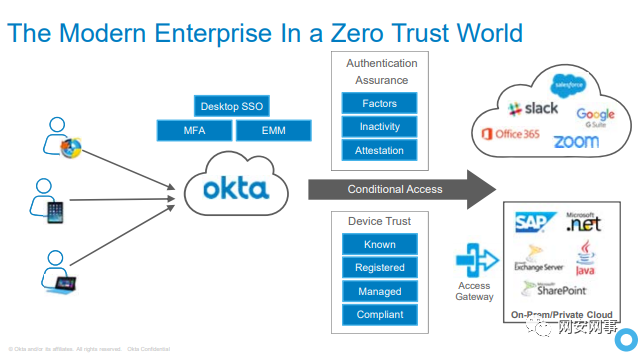 The Modern Enterprise In a Zero Trust World
Desktop SSO
MFA
EMM
okta
Authentication
Assurance
Factors
Inactivity
Attestation
Conditional Access
Device Trust
Known
Registered
Managed
Compliant
salesforce
slack
Google
G Suite
Office 365
zoom
Access
Gateway
SAP
Microsoft
.net
Microsoft
Exchange Server
Java
Microsoft
SharePoint
On-Prem/Private Cloud
网安网事
© Okta and/or its affiliates. All rights reserved. Okta Confidential